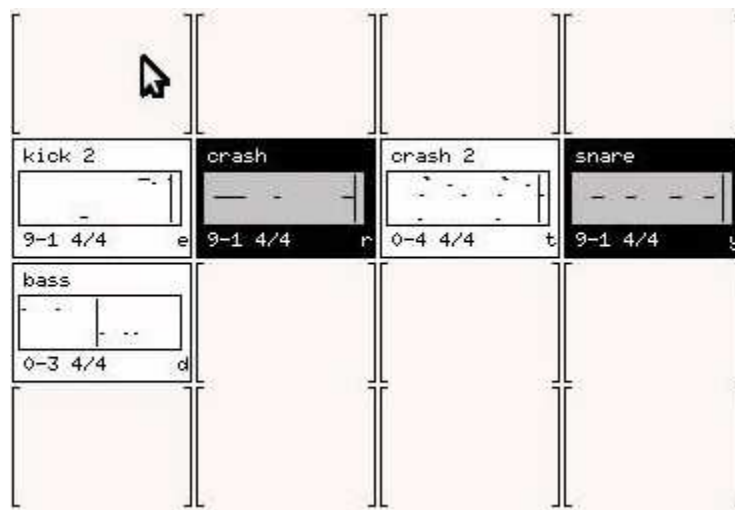 kick 2
9-1 4/4 e
crash
9-1 4/4 r
crash 2
0-4 4/4 t
snare
9-1 4/4 y
bass
0-3 4/4 d